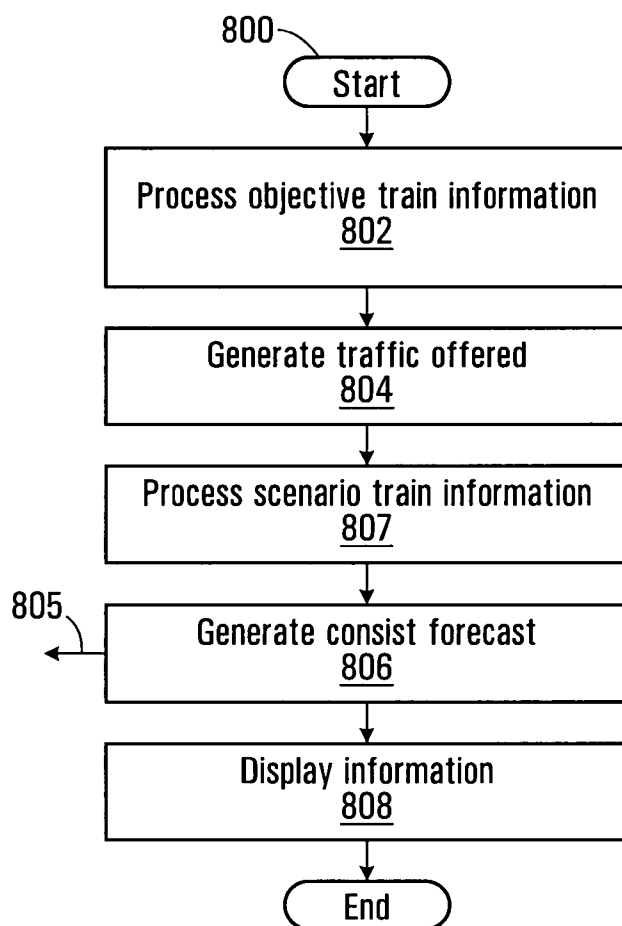 800
Start
Process objective train information
802
Generate traffic offered
804
Process scenario train information
807
805
Generate consist forecast
806
Display information
808
End